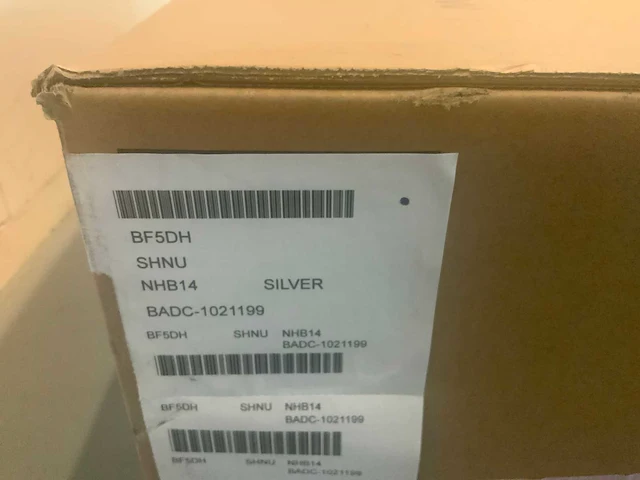 BF5DH
SHNU
NHB14 SILVER
BADC-1021199
BF5DH SHNU NHB14
BADC-1021199
BF5DH SHNU NHB14
BADC-1021199
BF5DH SHNU NHB14
BADC-1021199